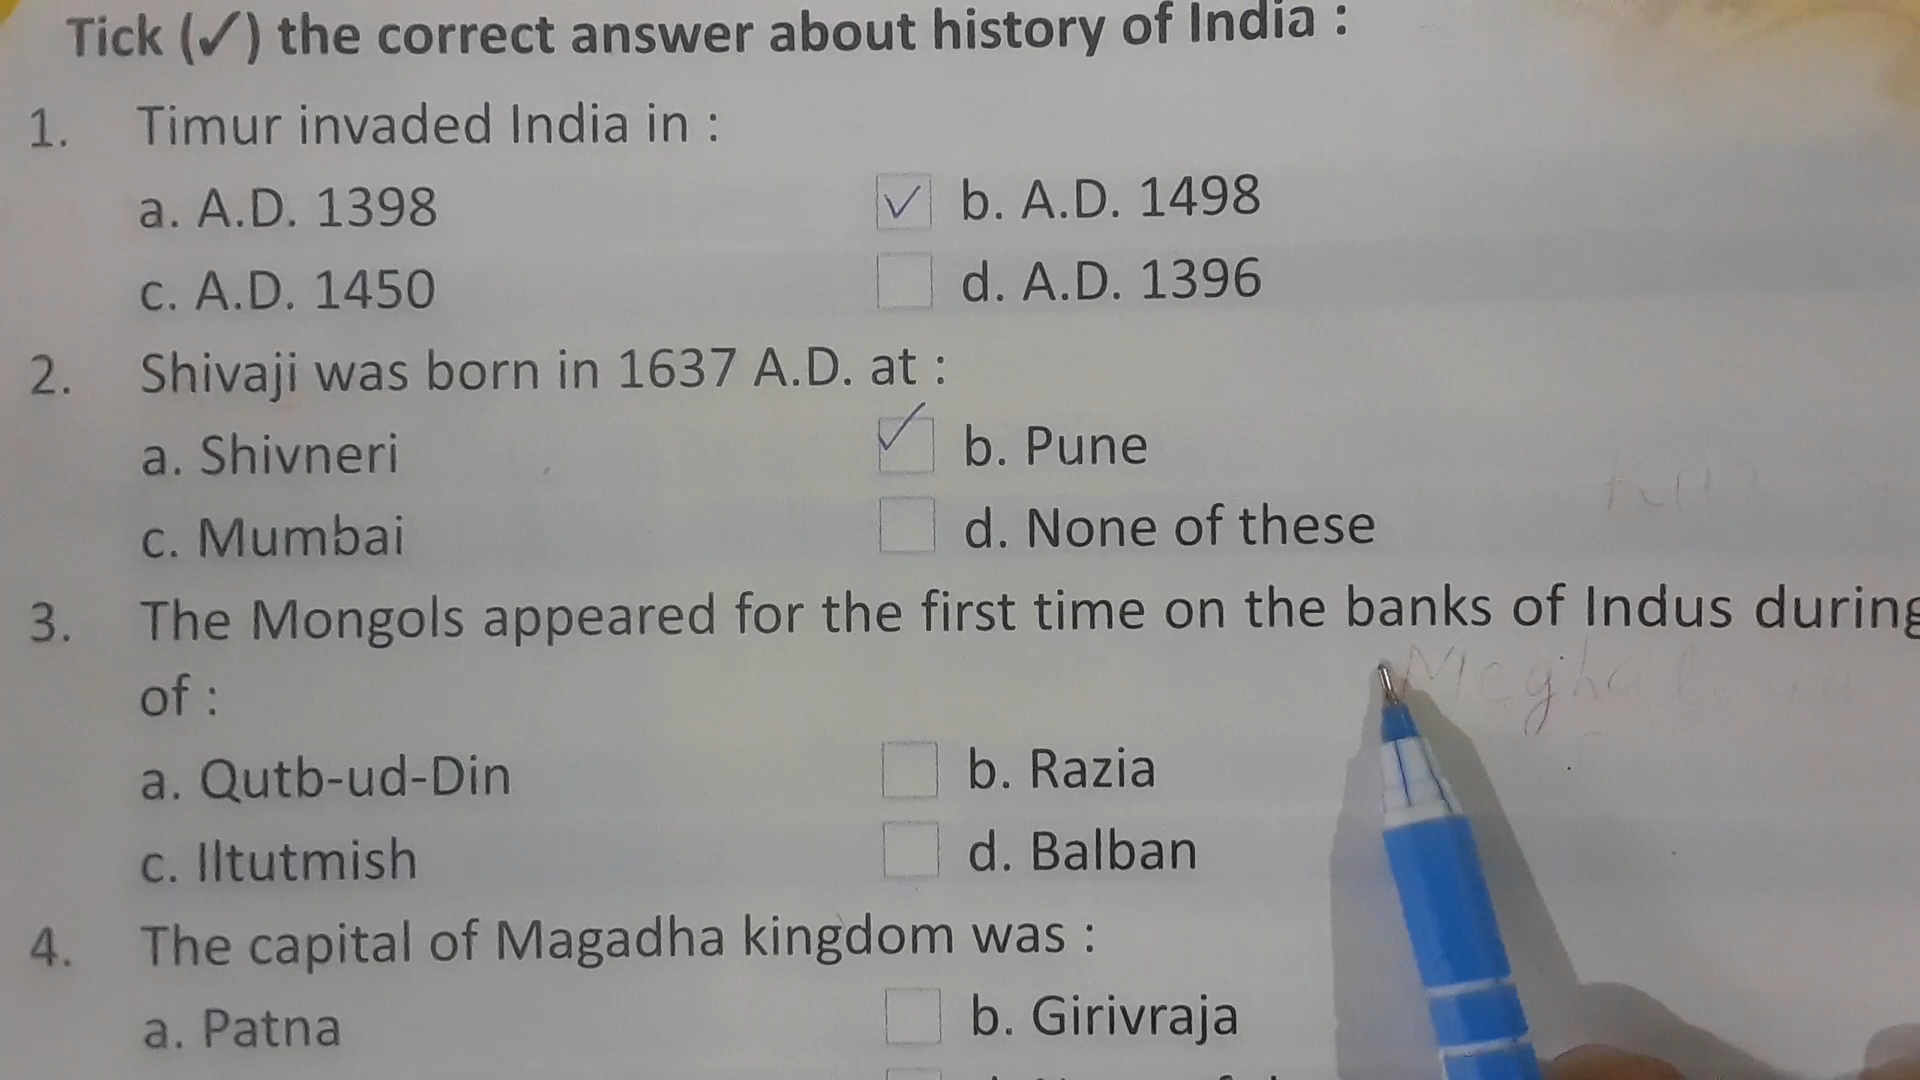 Tick (✓) the correct answer about history of India :
1. Timur invaded India in :
a. A.D. 1398 ✓ b. A.D. 1498
c. A.D. 1450 d. A.D. 1396
2. Shivaji was born in 1637 A.D. at :
a. Shivneri ✓ b. Pune
c. Mumbai d. None of these
3. The Mongols appeared for the first time on the banks of Indus during
of :
a. Qutb-ud-Din b. Razia
c. Iltutmish d. Balban
4. The capital of Magadha kingdom was :
a. Patna b. Girivraja